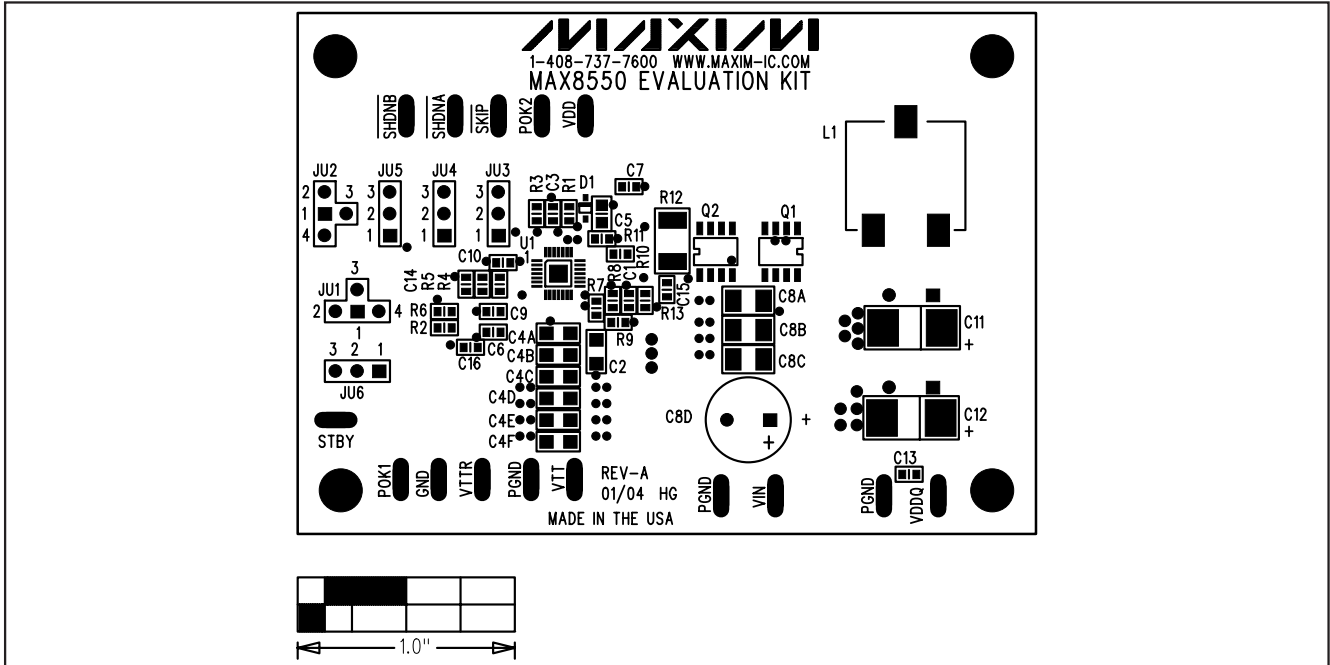 MAXIM
1-408-737-7600 WWW.MAXIM-IC.COM
MAX8550 EVALUATION KIT
SHDNB
SHDNA
SKIP
POK2
VDD
L1
JU2
2 3
1
4
JU5
3
2
1
JU4
3
2
1
JU3
3
2
1
R3
C3
R1
D1
C7
C5
R11
R12
Q2
Q1
U1
1
C10
C14
R5
R4
R8
C1
R10
R7
C15
R13
R9
JU1
3
2 4
1
R6
R2
C9
C6
C16
C4A
C4B
C4C
C4D
C4E
C4F
C2
C8A
C8B
C8C
C11
+
3 2 1
JU6
C8D
+
+
C12
+
STBY
C13
POK1
GND
VTTR
PGND
VTT
REV-A
01/04 HG
MADE IN THE USA
PGND
VIN
PGND
VDDQ
1.0"